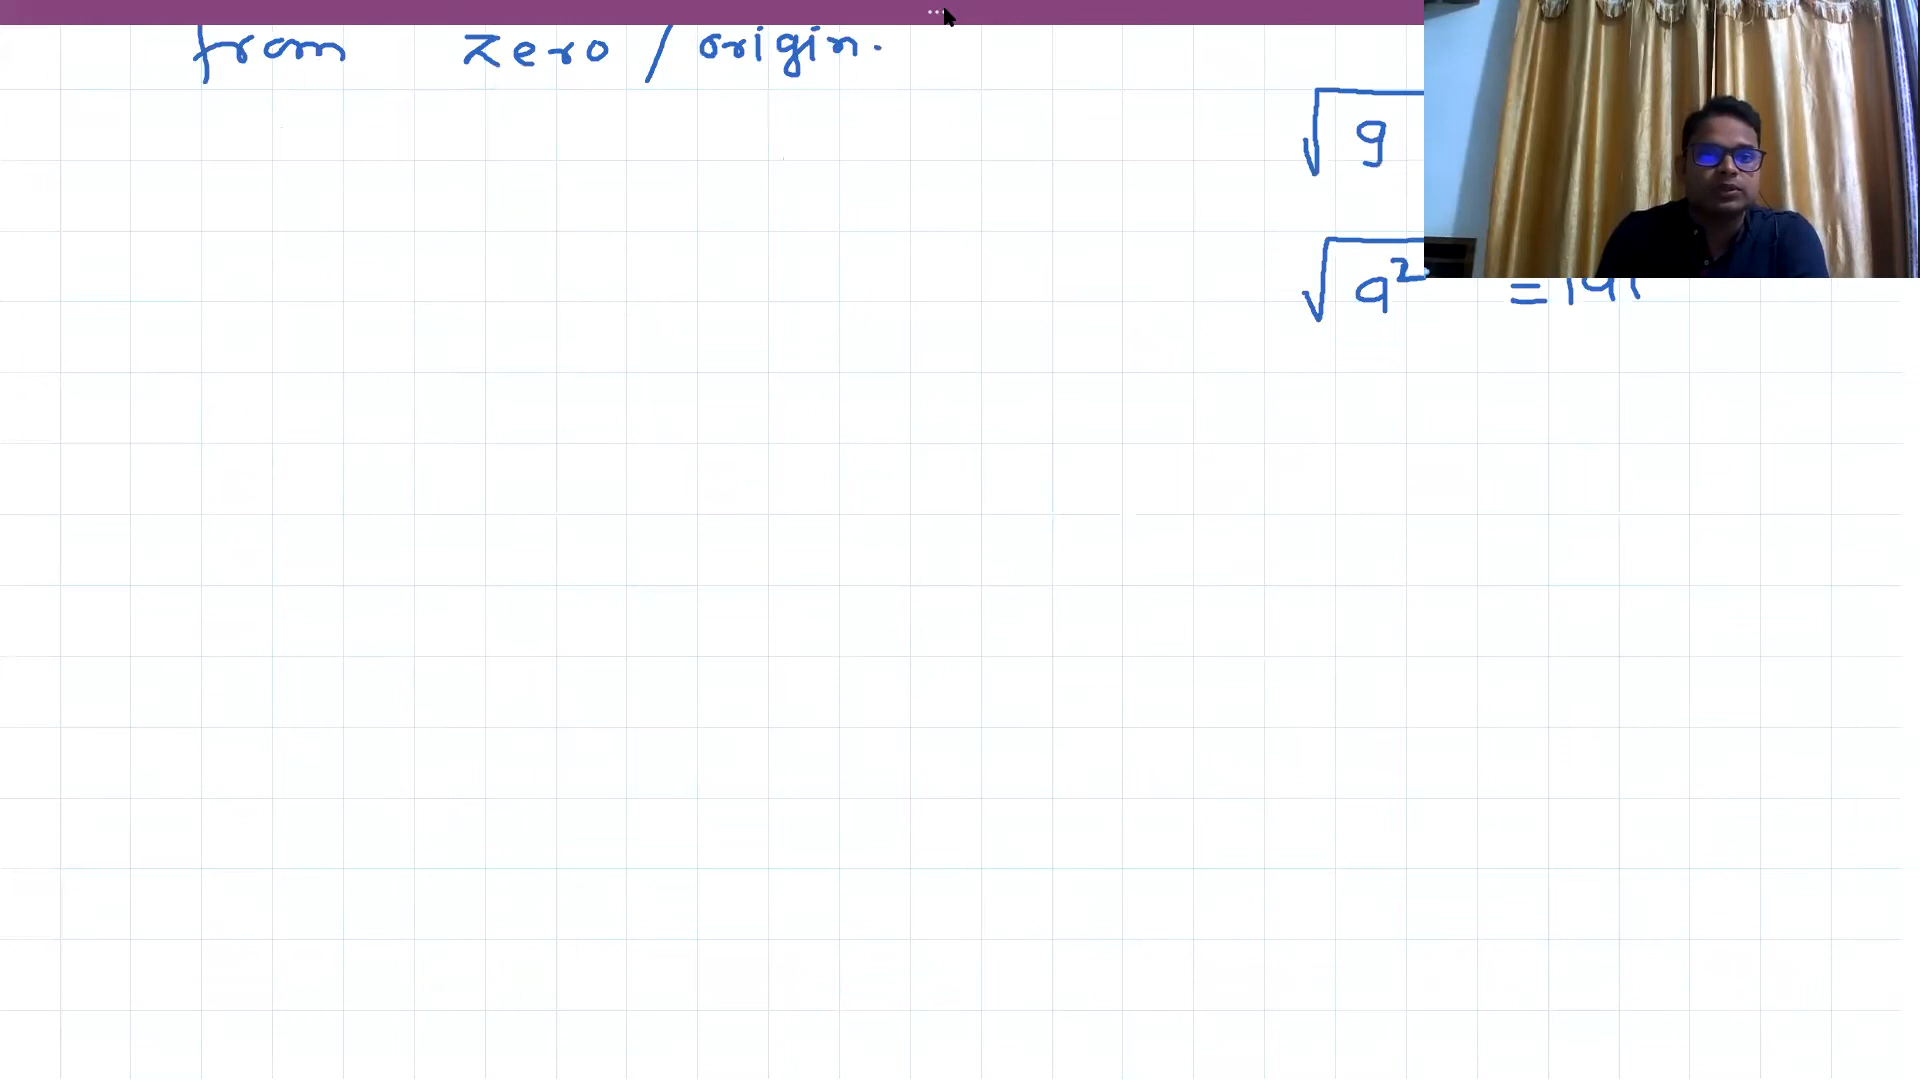 from zero / origin.
√9
√a² = |a|